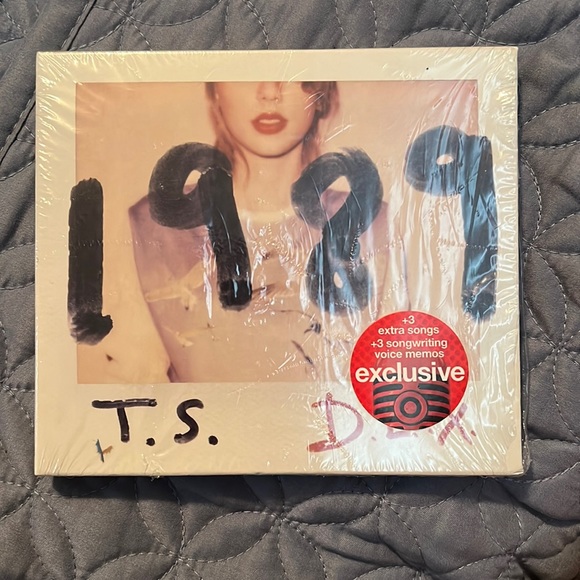 1989
+3
extra songs
+3 songwriting
voice memos
exclusive
T.S. D.L.X.